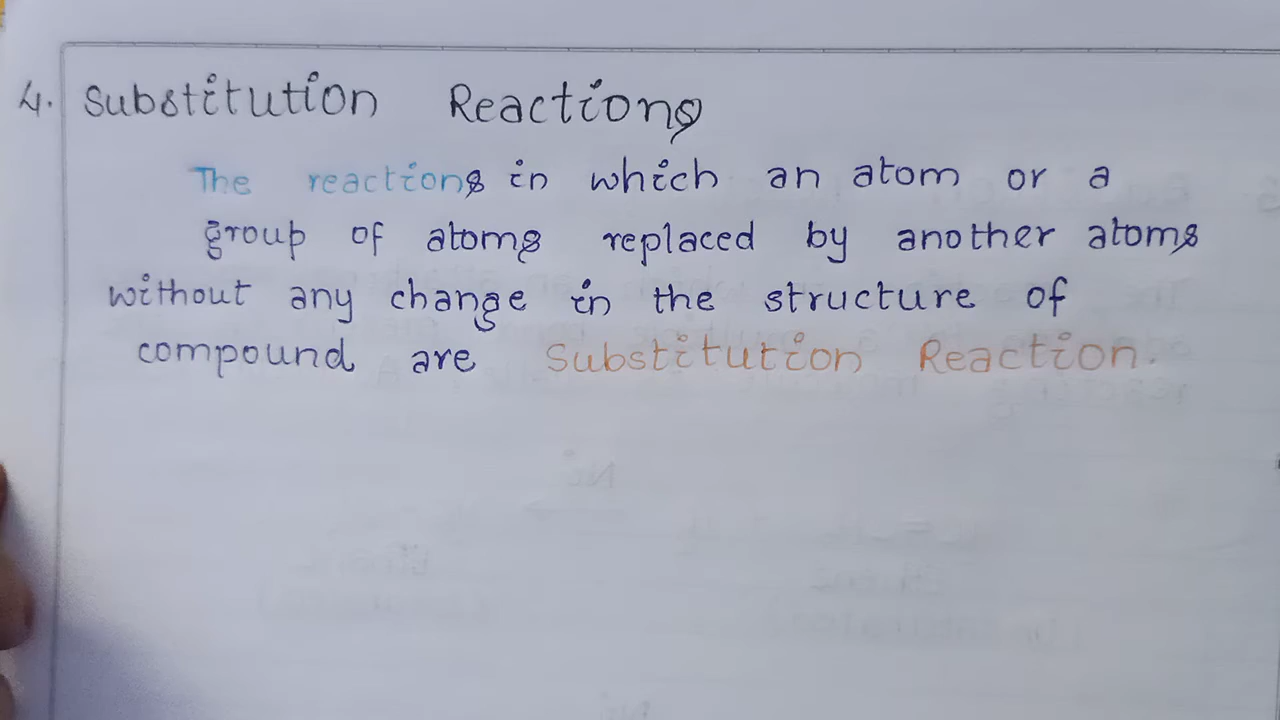 4. Substitution Reactions
The reactions in which an atom or a
group of atoms replaced by another atoms
without any change in the structure of
compound are Substitution Reaction.